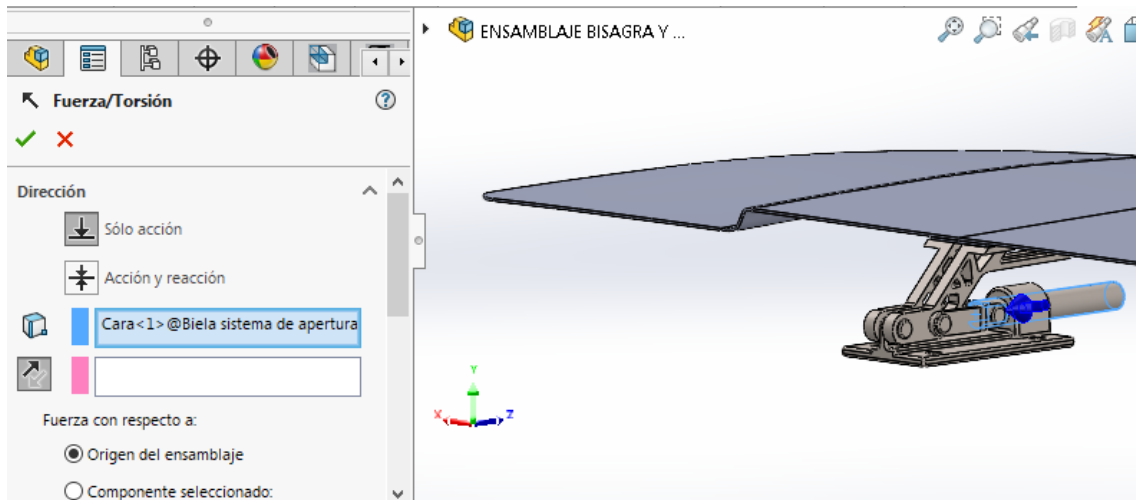 ENSAMBLAJE BISAGRA Y ...
Fuerza/Torsión
Dirección
Sólo acción
Acción y reacción
Cara<1>@Biela sistema de apertura
Fuerza con respecto a:
Origen del ensamblaje
Componente seleccionado:
Y
X
Z